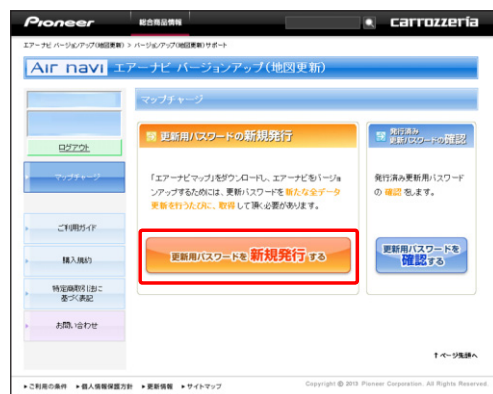 Pioneer
総合商品情報
carrozzeria
エアーナビ バージョンアップ(地図更新) > バージョンアップ(地図更新)サポート
AIr navI エアーナビ バージョンアップ(地図更新)
マップチャージ
ログアウト
マップチャージ
ご利用ガイド
購入規約
特定商取引法に
基づく表記
お問い合わせ
更新用パスワードの新規発行
「エアーナビマップ」をダウンロードし、エアーナビをバージョ
ンアップするためには、更新パスワードを新たな全データ
更新を行うたびに、取得して頂く必要があります。
更新用パスワードを 新規発行 する
発行済み
更新用パスワードの確認
発行済み更新用パスワード
の 確認 をします。
更新用パスワードを
確認する
↑ページ先頭へ
ご利用の条件
個人情報保護方針
更新情報
サイトマップ
Copyright © 2010 Pioneer Corporation. All Rights Reserved.